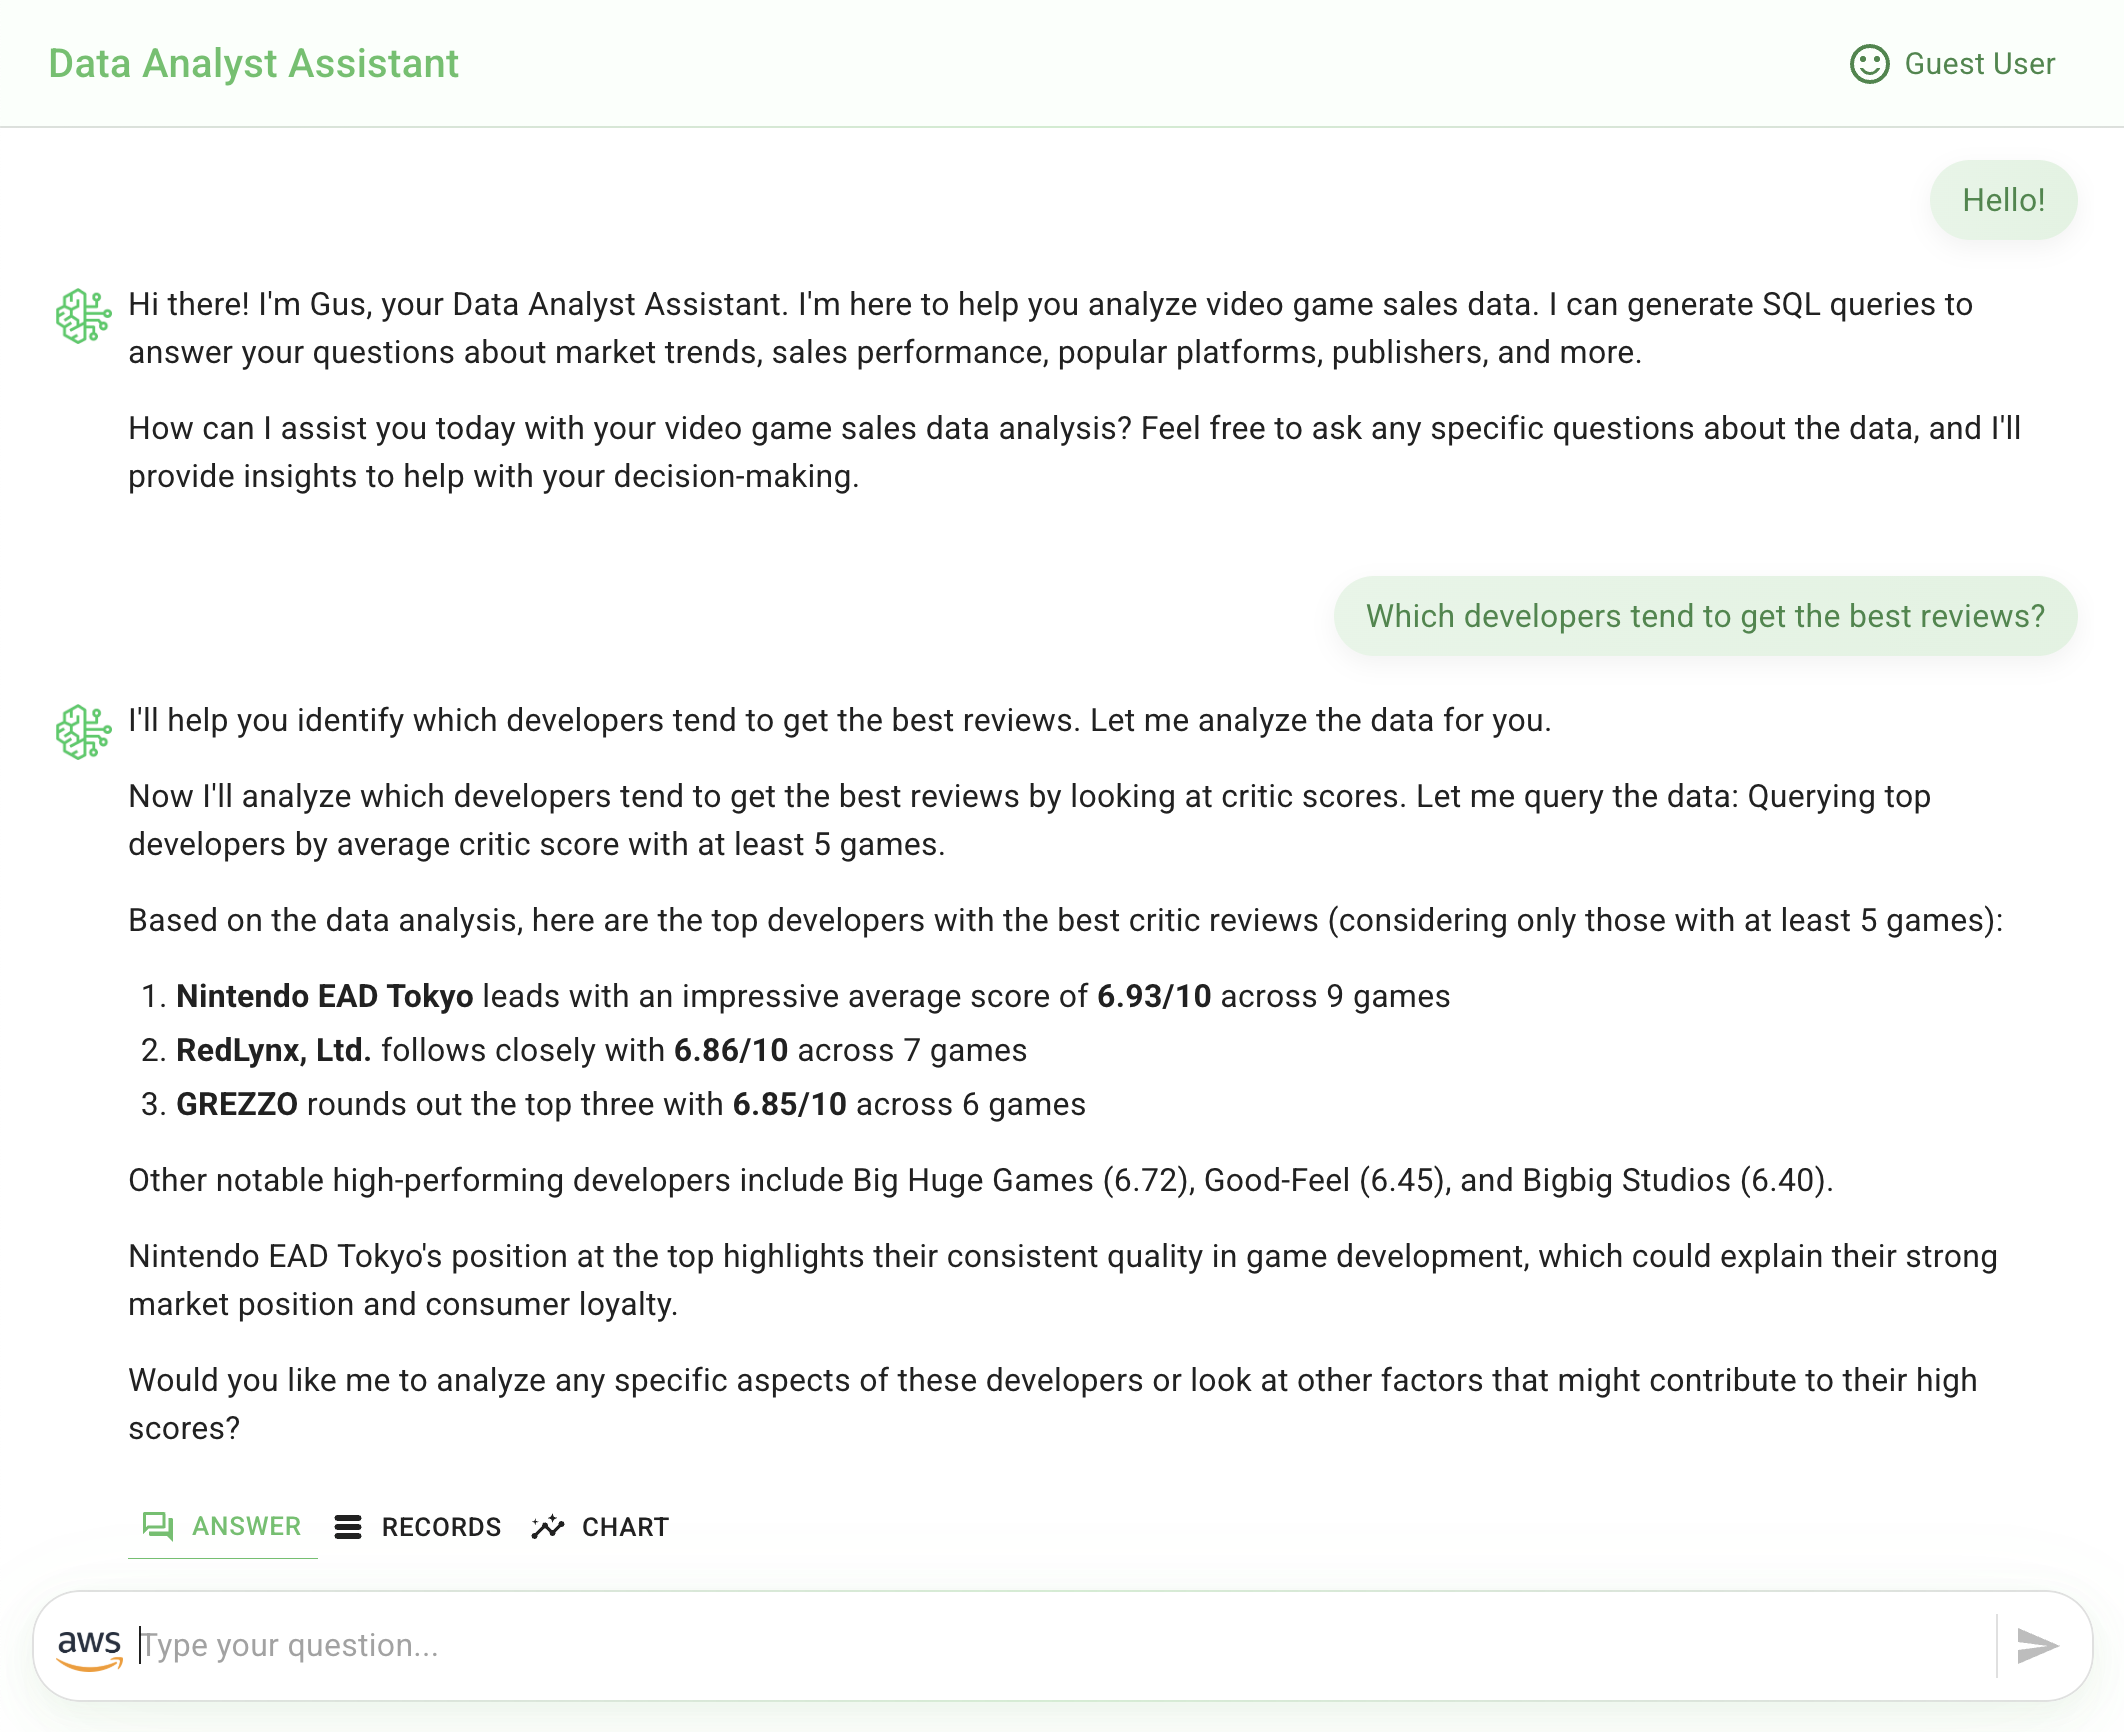 Data Analyst Assistant
Guest User
Hello!
Hi there! I'm Gus, your Data Analyst Assistant. I'm here to help you analyze video game sales data. I can generate SQL queries to
answer your questions about market trends, sales performance, popular platforms, publishers, and more.
How can I assist you today with your video game sales data analysis? Feel free to ask any specific questions about the data, and I'll
provide insights to help with your decision-making.
Which developers tend to get the best reviews?
I'll help you identify which developers tend to get the best reviews. Let me analyze the data for you.
Now I'll analyze which developers tend to get the best reviews by looking at critic scores. Let me query the data: Querying top
developers by average critic score with at least 5 games.
Based on the data analysis, here are the top developers with the best critic reviews (considering only those with at least 5 games):
1. Nintendo EAD Tokyo leads with an impressive average score of 6.93/10 across 9 games
2. RedLynx, Ltd. follows closely with 6.86/10 across 7 games
3. GREZZO rounds out the top three with 6.85/10 across 6 games
Other notable high-performing developers include Big Huge Games (6.72), Good-Feel (6.45), and Bigbig Studios (6.40).
Nintendo EAD Tokyo's position at the top highlights their consistent quality in game development, which could explain their strong
market position and consumer loyalty.
Would you like me to analyze any specific aspects of these developers or look at other factors that might contribute to their high
scores?
ANSWER RECORDS CHART
aws Type your question...